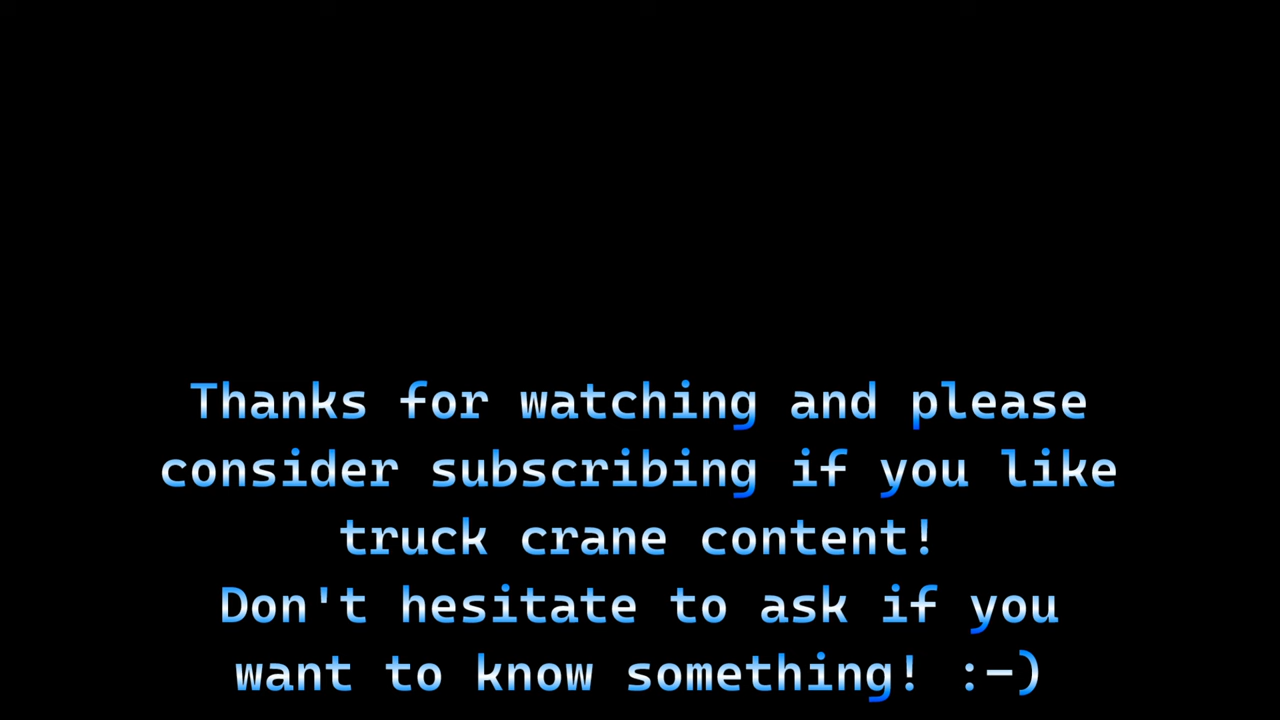 Thanks for watching and please
consider subscribing if you like
truck crane content!
Don't hesitate to ask if you
want to know something! :-)